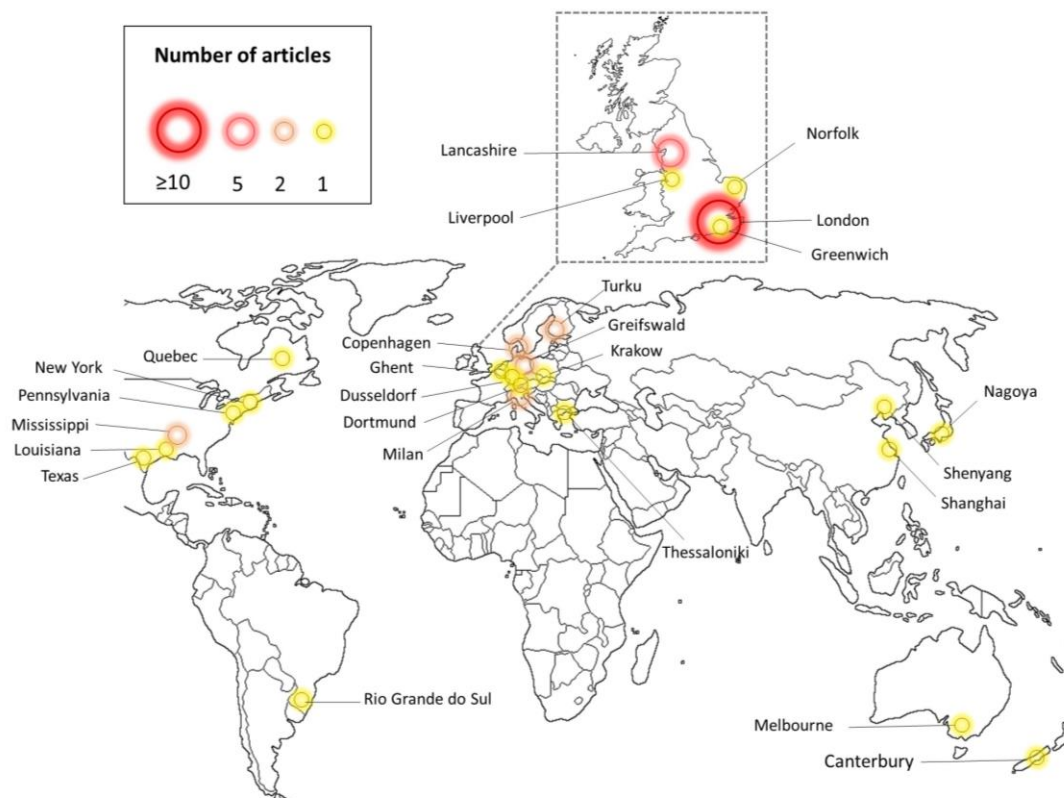 Number of articles
≥10 5 2 1
Lancashire
Norfolk
Liverpool
London
Greenwich
Turku
Copenhagen
Greifswald
Quebec
Ghent
Krakow
New York
Dusseldorf
Pennsylvania
Nagoya
Mississippi
Dortmund
Louisiana
Milan
Shenyang
Texas
Shanghai
Thessaloniki
Rio Grande do Sul
Melbourne
Canterbury